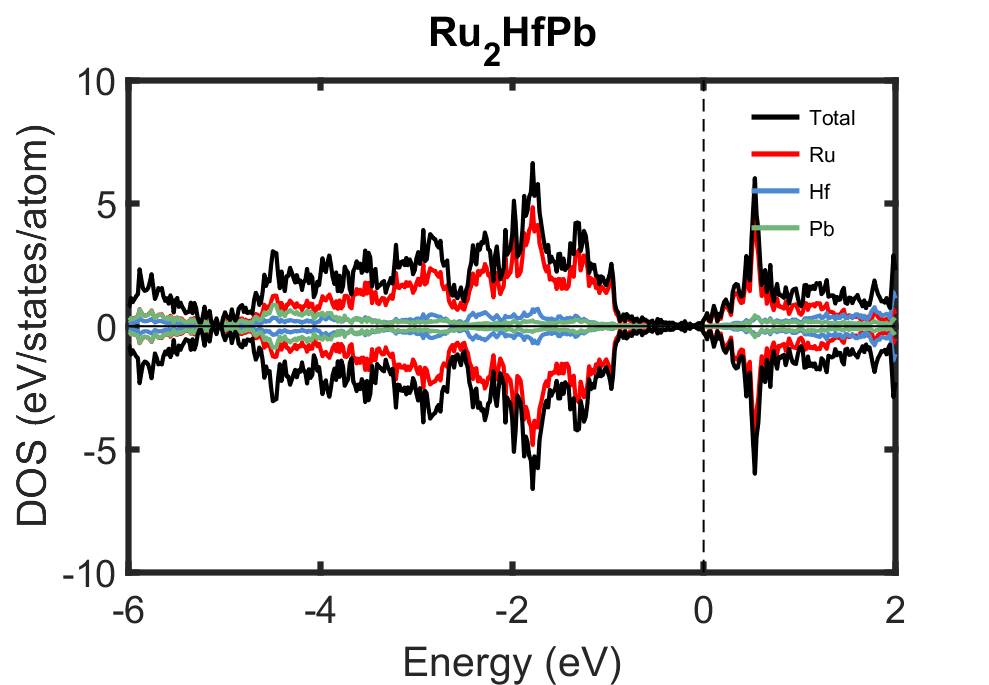 Ru2HfPb
10
5
0
-5
-10
-6
-4
-2
0
2
DOS (eV/states/atom)
Energy (eV)
Total
Ru
Hf
Pb